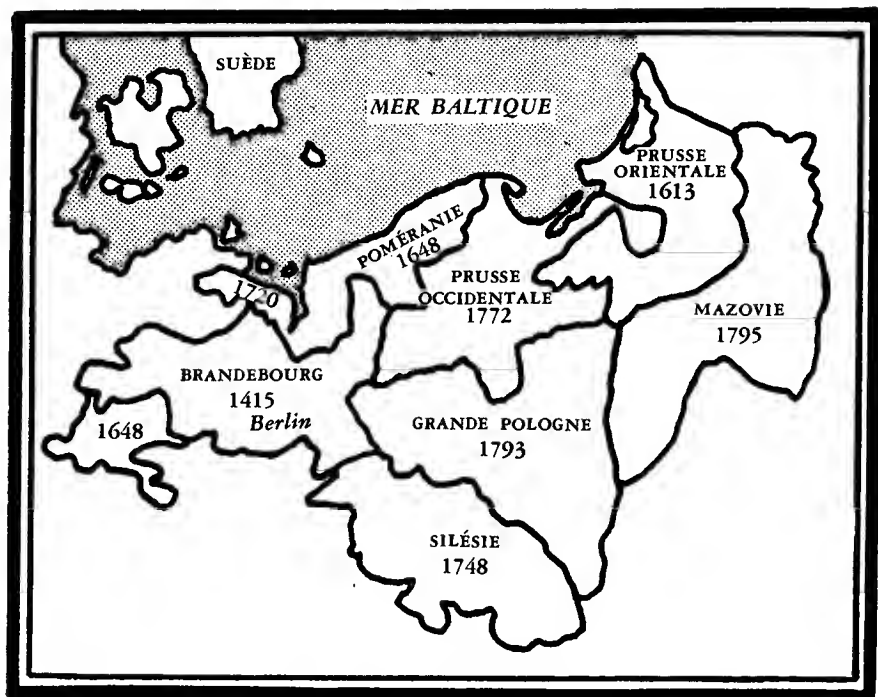 SUÈDE
MER BALTIQUE
PRUSSE
ORIENTALE
1613
POMÉRANIE
1648
1720
PRUSSE
OCCIDENTALE
1772
MAZOVIE
1795
BRANDEBOURG
1415
Berlin
1648
GRANDE POLOGNE
1793
SILÉSIE
1748